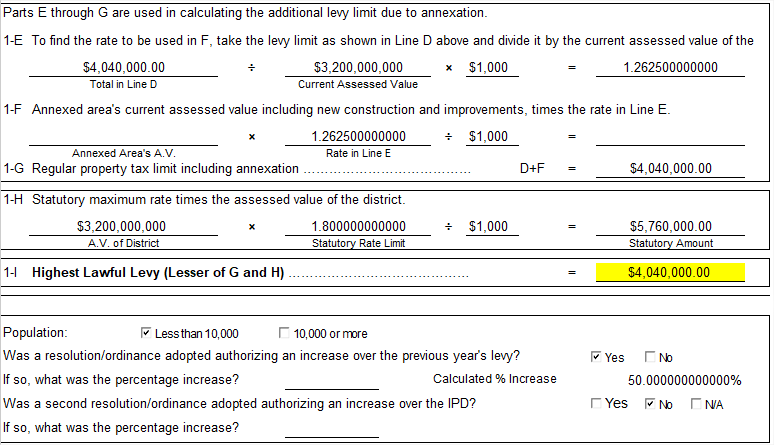 Parts E through G are used in calculating the additional levy limit due to annexation.
1-E To find the rate to be used in F, take the levy limit as shown in Line D above and divide it by the current assessed value of the
$4,040,000.00 ÷ $3,200,000,000 × $1,000 = 1.262500000000
Total in Line D Current Assessed Value
1-F Annexed area's current assessed value including new construction and improvements, times the rate in Line E.
× 1.262500000000 ÷ $1,000 =
Annexed Area's A.V. Rate in Line E
1-G Regular property tax limit including annexation ................................................ D+F = $4,040,000.00
1-H Statutory maximum rate times the assessed value of the district.
$3,200,000,000 × 1.800000000000 ÷ $1,000 = $5,760,000.00
A.V. of District Statutory Rate Limit Statutory Amount
1-I Highest Lawful Levy (Lesser of G and H) ................................................ = $4,040,000.00
Population: Less than 10,000 10,000 or more
Was a resolution/ordinance adopted authorizing an increase over the previous year's levy? Yes No
If so, what was the percentage increase? Calculated % Increase 50.000000000000%
Was a second resolution/ordinance adopted authorizing an increase over the IPD? Yes No N/A
If so, what was the percentage increase?